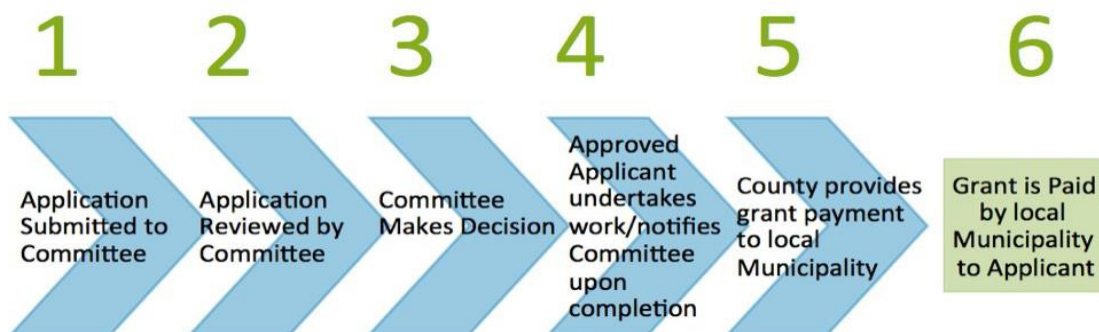 1
2
3
4
5
6
Application
Submitted to
Committee
Application
Reviewed by
Committee
Committee
Makes Decision
Approved
Applicant
undertakes
work/notifies
Committee
upon
completion
County provides
grant payment
to local
Municipality
Grant is Paid
by local
Municipality
to Applicant